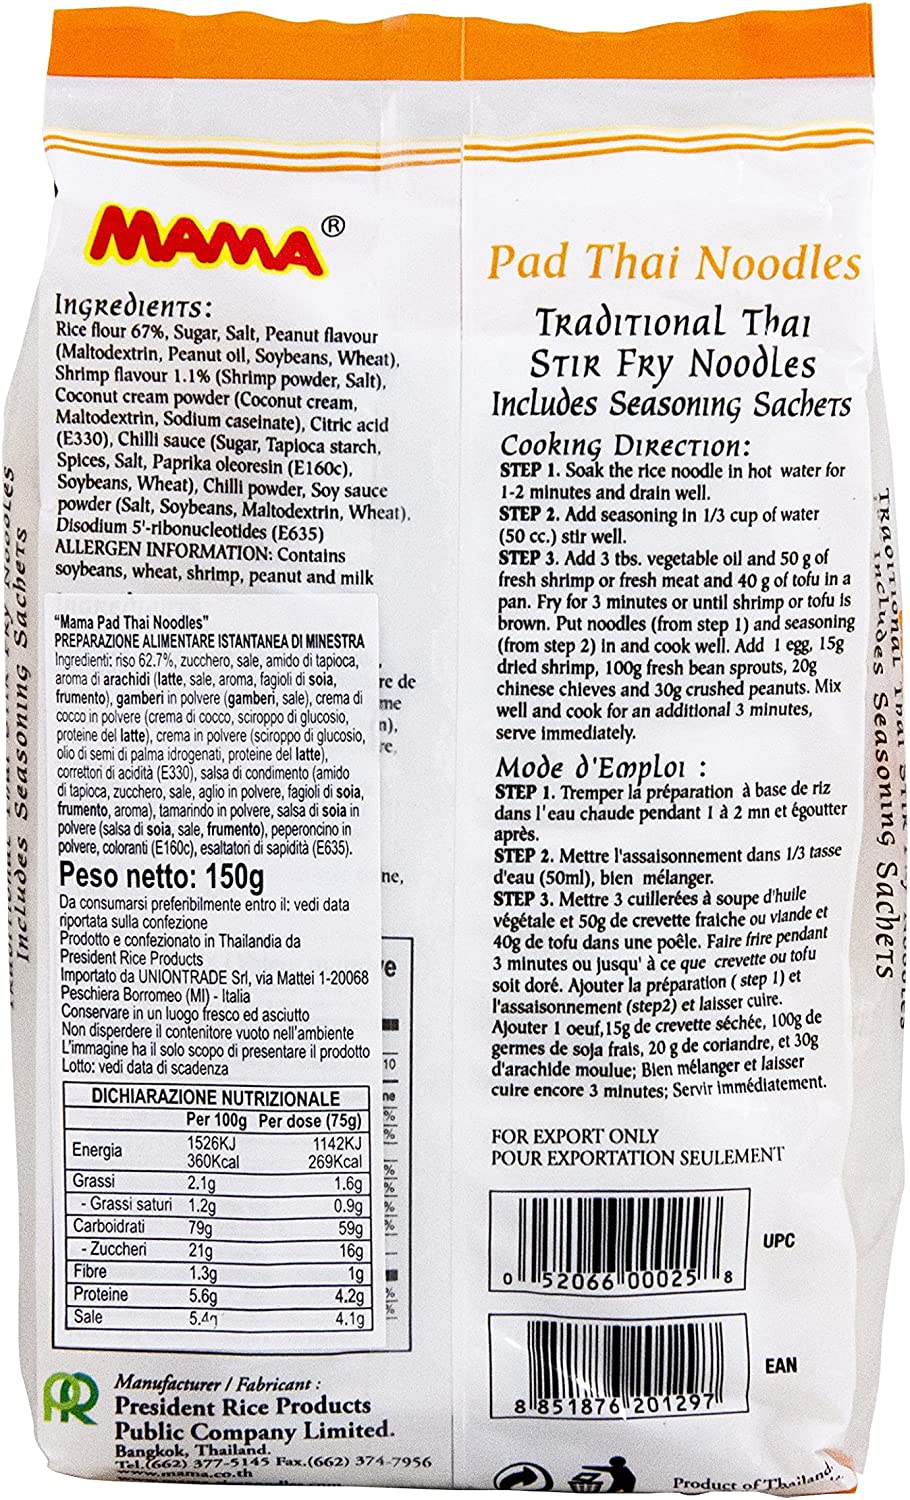 MAMA®
Ingredients:
Rice flour 67%, Sugar, Salt, Peanut flavour
(Maltodextrin, Peanut oil, Soybeans, Wheat),
Shrimp flavour 1.1% (Shrimp powder, Salt),
Coconut cream powder (Coconut cream,
Maltodextrin, Sodium caseinate), Citric acid
(E330), Chilli sauce (Sugar, Tapioca starch,
Spices, Salt, Paprika oleoresin (E160c),
Soybeans, Wheat), Chilli powder, Soy sauce
powder (Salt, Soybeans, Maltodextrin, Wheat),
Disodium 5'-ribonucleotides (E635)
ALLERGEN INFORMATION: Contains
soybeans, wheat, shrimp, peanut and milk
"Mama Pad Thai Noodles"
PREPARAZIONE ALIMENTARE ISTANTANEA DI MINESTRA
Ingredienti: riso 62.7%, zucchero, sale, amido di tapioca,
aroma di arachidi (latte, sale, aroma, fagioli di soia,
frumento), gamberi in polvere (gamberi, sale), crema di
cocco in polvere (crema di cocco, sciroppo di glucosio,
proteine del latte), crema in polvere (sciroppo di glucosio,
olio di semi di palma idrogenati, proteine del latte),
correttori di acidità (E330), salsa di condimento (amido
di tapioca, zucchero, sale, aglio in polvere, fagioli di soia,
frumento, aroma), tamarindo in polvere, salsa di soia in
polvere (salsa di soia, sale, frumento), peperoncino in
polvere, coloranti (E160c), esaltatori di sapidità (E635).
Peso netto: 150g
Da consumarsi preferibilmente entro il: vedi data
riportata sulla confezione
Prodotto e confezionato in Thailandia da
President Rice Products
Importato da UNIONTRADE Srl, via Mattei 1-20068
Peschiera Borromeo (MI) - Italia
Conservare in un luogo fresco ed asciutto
Non disperdere il contenitore vuoto nell'ambiente
L'immagine ha il solo scopo di presentare il prodotto
Lotto: vedi data di scadenza
DICHIARAZIONE NUTRIZIONALE
Per 100g Per dose (75g)
Energia 1526KJ 1142KJ
360Kcal 269Kcal
Grassi 2.1g 1.6g
- Grassi saturi 1.2g 0.9g
Carboidrati 79g 59g
- Zuccheri 21g 16g
Fibre 1.3g 1g
Proteine 5.6g 4.2g
Sale 5.4g 4.1g
PR
Manufacturer / Fabricant :
President Rice Products
Public Company Limited.
Bangkok, Thailand.
Tel.(662) 377-5145 Fax.(662) 374-7956
www.mama.co.th
Pad Thai Noodles
Traditional Thai
Stir Fry Noodles
Includes Seasoning Sachets
Cooking Direction:
STEP 1. Soak the rice noodle in hot water for
1-2 minutes and drain well.
STEP 2. Add seasoning in 1/3 cup of water
(50 cc.) stir well.
STEP 3. Add 3 tbs. vegetable oil and 50 g of
fresh shrimp or fresh meat and 40 g of tofu in a
pan. Fry for 3 minutes or until shrimp or tofu is
brown. Put noodles (from step 1) and seasoning
(from step 2) in and cook well. Add 1 egg, 15g
dried shrimp, 100g fresh bean sprouts, 20g
chinese chieves and 30g crushed peanuts. Mix
well and cook for an additional 3 minutes,
serve immediately.
Mode d'Emploi :
STEP 1. Tremper la préparation à base de riz
dans l'eau chaude pendant 1 à 2 mn et égoutter
après.
STEP 2. Mettre l'assaisonnement dans 1/3 tasse
d'eau (50ml), bien mélanger.
STEP 3. Mettre 3 cuillerées à soupe d'huile
végétale et 50g de crevette fraiche ou viande et
40g de tofu dans une poêle. Faire frire pendant
3 minutes ou jusqu' à ce que crevette ou tofu
soit doré. Ajouter la préparation ( step 1) et
l'assaisonnement (step2) et laisser cuire.
Ajouter 1 oeuf,15g de crevette séchée, 100g de
germes de soja frais, 20 g de coriandre, et 30g
d'arachide moulue; Bien mélanger et laisser
cuire encore 3 minutes; Servir immédiatement.
FOR EXPORT ONLY
POUR EXPORTATION SEULEMENT
0 52066 00025 8
UPC
8 851876 201297
EAN
Product of Thailand.
Includes Seasoning Sachets
Traditional Thai Stir Fry Noodles
Includes Seasoning Sachets